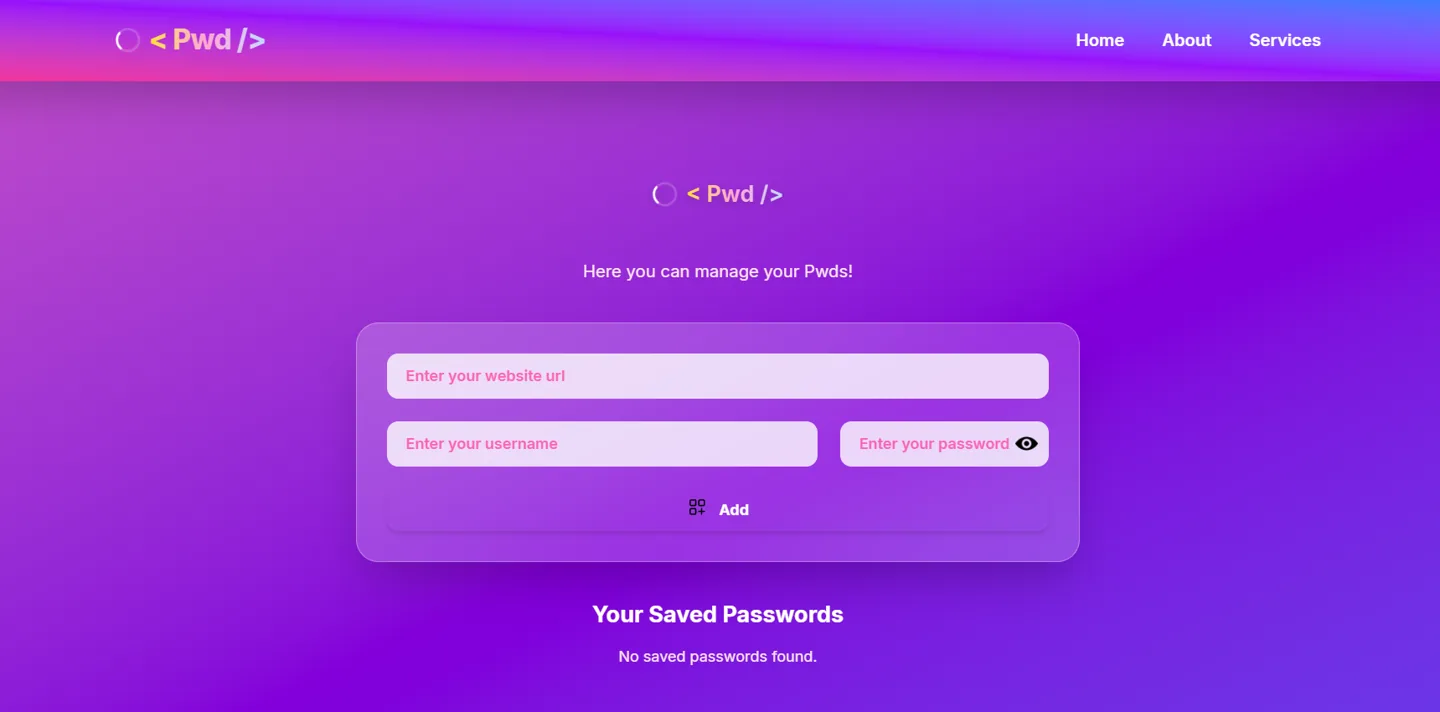 < Pwd />
Home About Services
< Pwd />
Here you can manage your Pwds!
Enter your website url
Enter your username
Enter your password
Add
Your Saved Passwords
No saved passwords found.